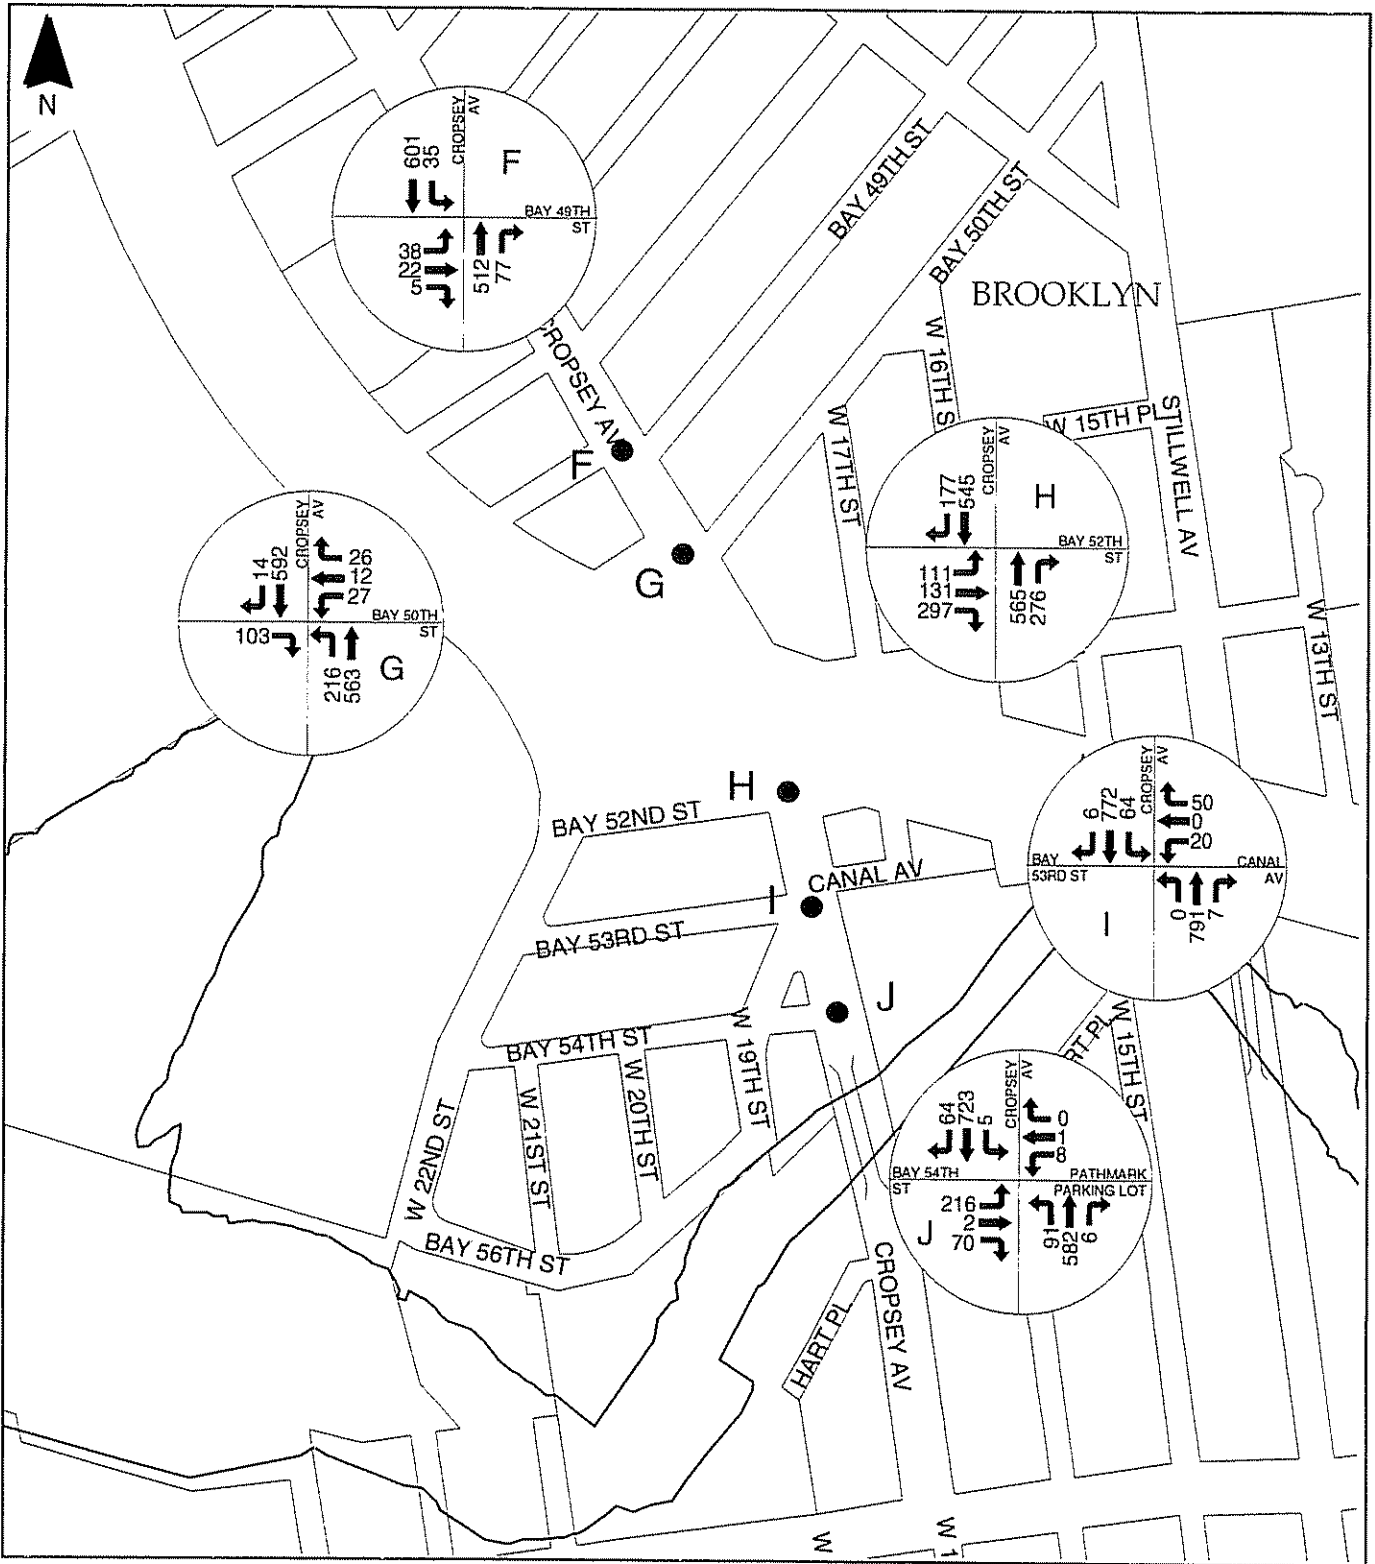 N
601
35
CROPSEY
AV
F
BAY 49TH
ST
38
22
5
512
77
BAY 49TH ST
BAY 50TH ST
BROOKLYN
CROPSEY AV
F
G
W 16TH S
W 17TH ST
W 15TH PL
STILLWELL AV
W 13TH ST
177
545
CROPSEY
AV
H
BAY 52TH
ST
111
131
297
565
276
14
592
CROPSEY
AV
26
12
27
BAY 50TH
ST
103
216
563
G
H
BAY 52ND ST
I
CANAL AV
BAY 53RD ST
J
6
772
64
CROPSEY
AV
50
0
20
BAY
53RD ST
CANAL
AV
I
0
791
7
BAY 54TH ST
W 19TH ST
W 20TH ST
W 21ST ST
W 22ND ST
BAY 56TH ST
RT PL
W 15TH ST
64
723
5
CROPSEY
AV
0
1
8
BAY 54TH
ST
PATHMARK
PARKING LOT
216
2
70
J
91
582
6
HART PL
CROPSEY AV
W
W 1